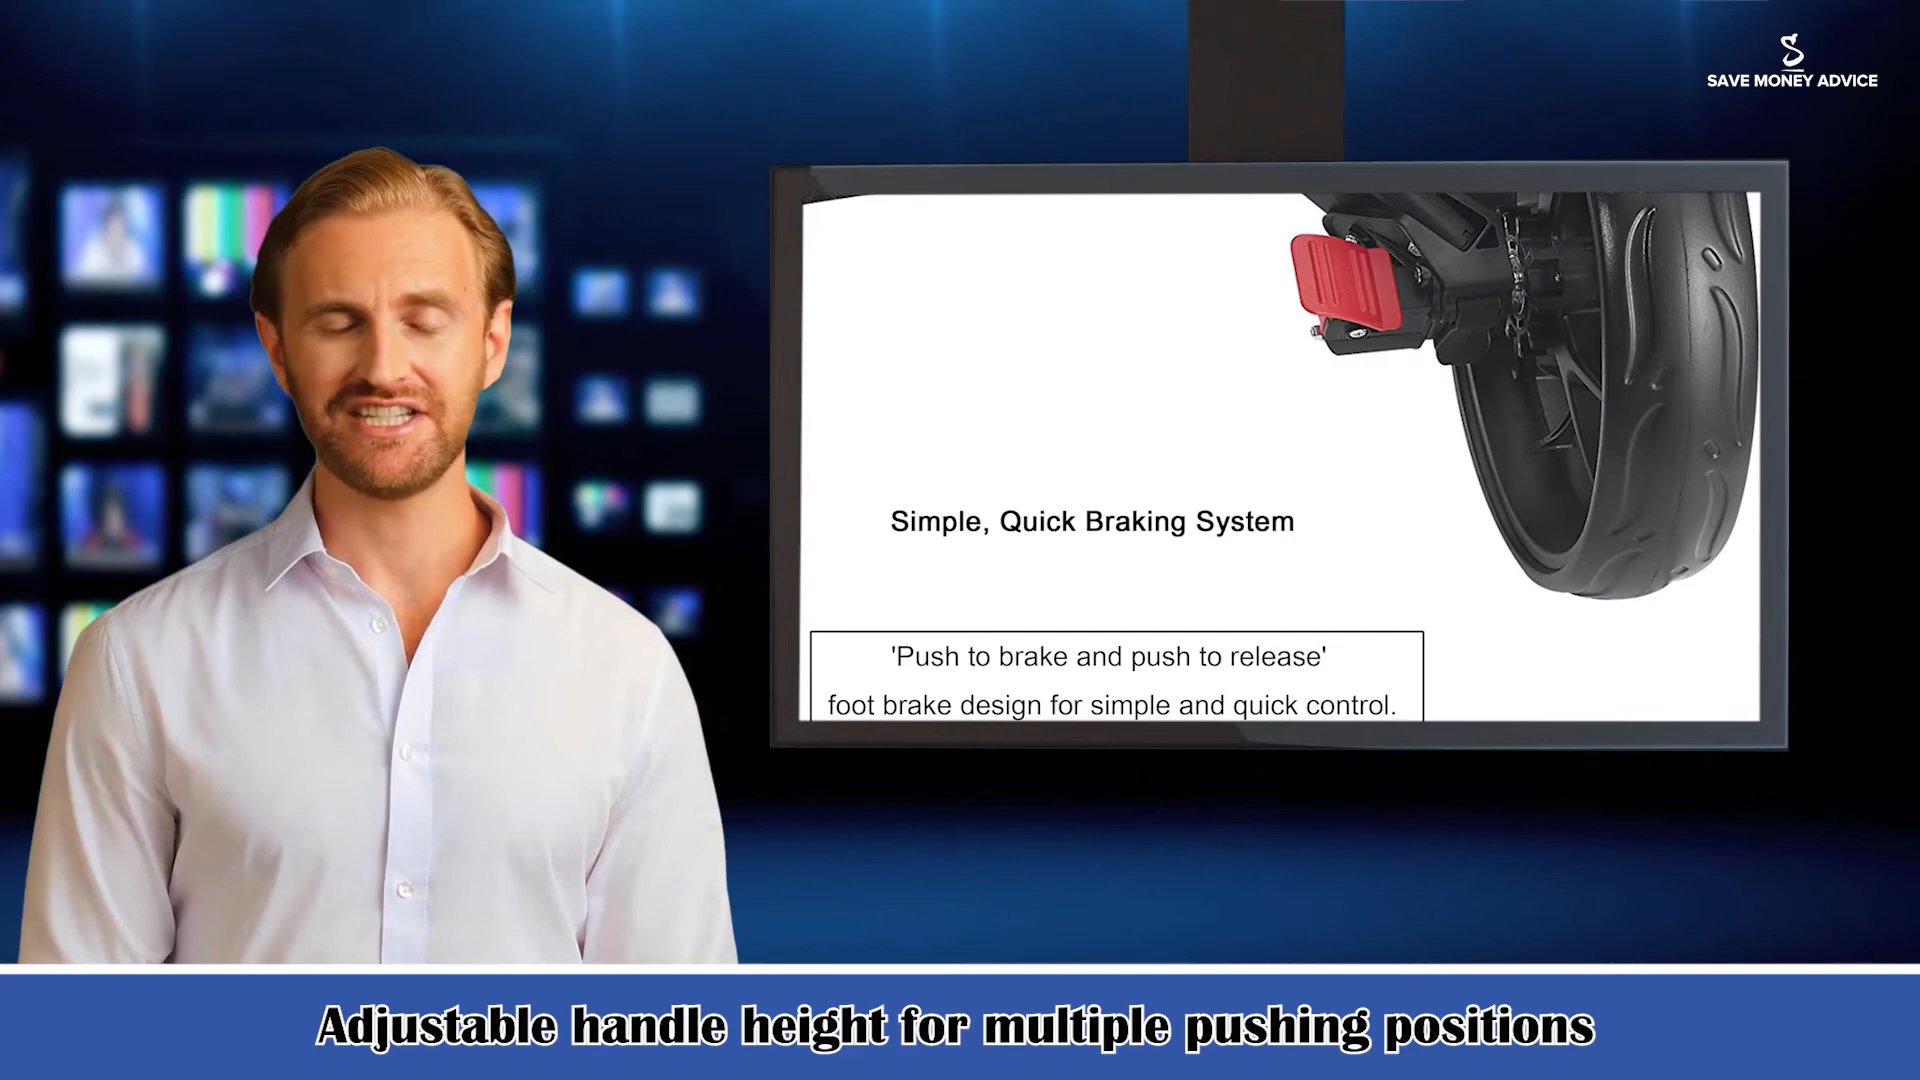 SAVE MONEY ADVICE
Simple, Quick Braking System
'Push to brake and push to release'
foot brake design for simple and quick control.
Adjustable handle height for multiple pushing positions